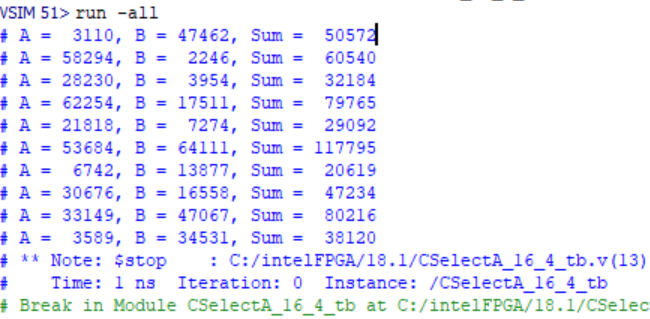 VSIM 51> run -all
# A =  3110, B = 47462, Sum =  50572
# A = 58294, B =  2246, Sum =  60540
# A = 28230, B =  3954, Sum =  32184
# A = 62254, B = 17511, Sum =  79765
# A = 21818, B =  7274, Sum =  29092
# A = 53684, B = 64111, Sum = 117795
# A =  6742, B = 13877, Sum =  20619
# A = 30676, B = 16558, Sum =  47234
# A = 33149, B = 47067, Sum =  80216
# A =  3589, B = 34531, Sum =  38120
# ** Note: $stop    : C:/intelFPGA/18.1/CSelectA_16_4_tb.v(13)
#    Time: 1 ns  Iteration: 0  Instance: /CSelectA_16_4_tb
# Break in Module CSelectA_16_4_tb at C:/intelFPGA/18.1/CSelec